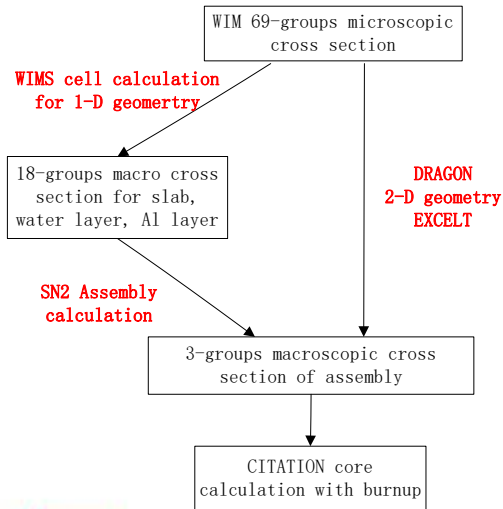 WIM 69-groups microscopic
cross section
WIMS cell calculation
for 1-D geomertry
18-groups macro cross
section for slab,
water layer, Al layer
DRAGON
2-D geometry
EXCELT
SN2 Assembly
calculation
3-groups macroscopic cross
section of assembly
CITATION core
calculation with burnup